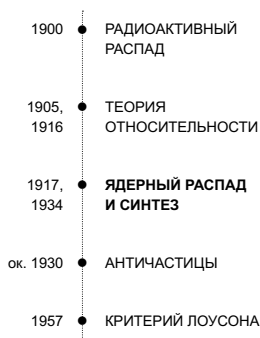 1900 РАДИОАКТИВНЫЙ
РАСПАД
1905, ТЕОРИЯ
1916 ОТНОСИТЕЛЬНОСТИ
1917, ЯДЕРНЫЙ РАСПАД
1934 И СИНТЕЗ
ок. 1930 АНТИЧАСТИЦЫ
1957 КРИТЕРИЙ ЛОУСОНА